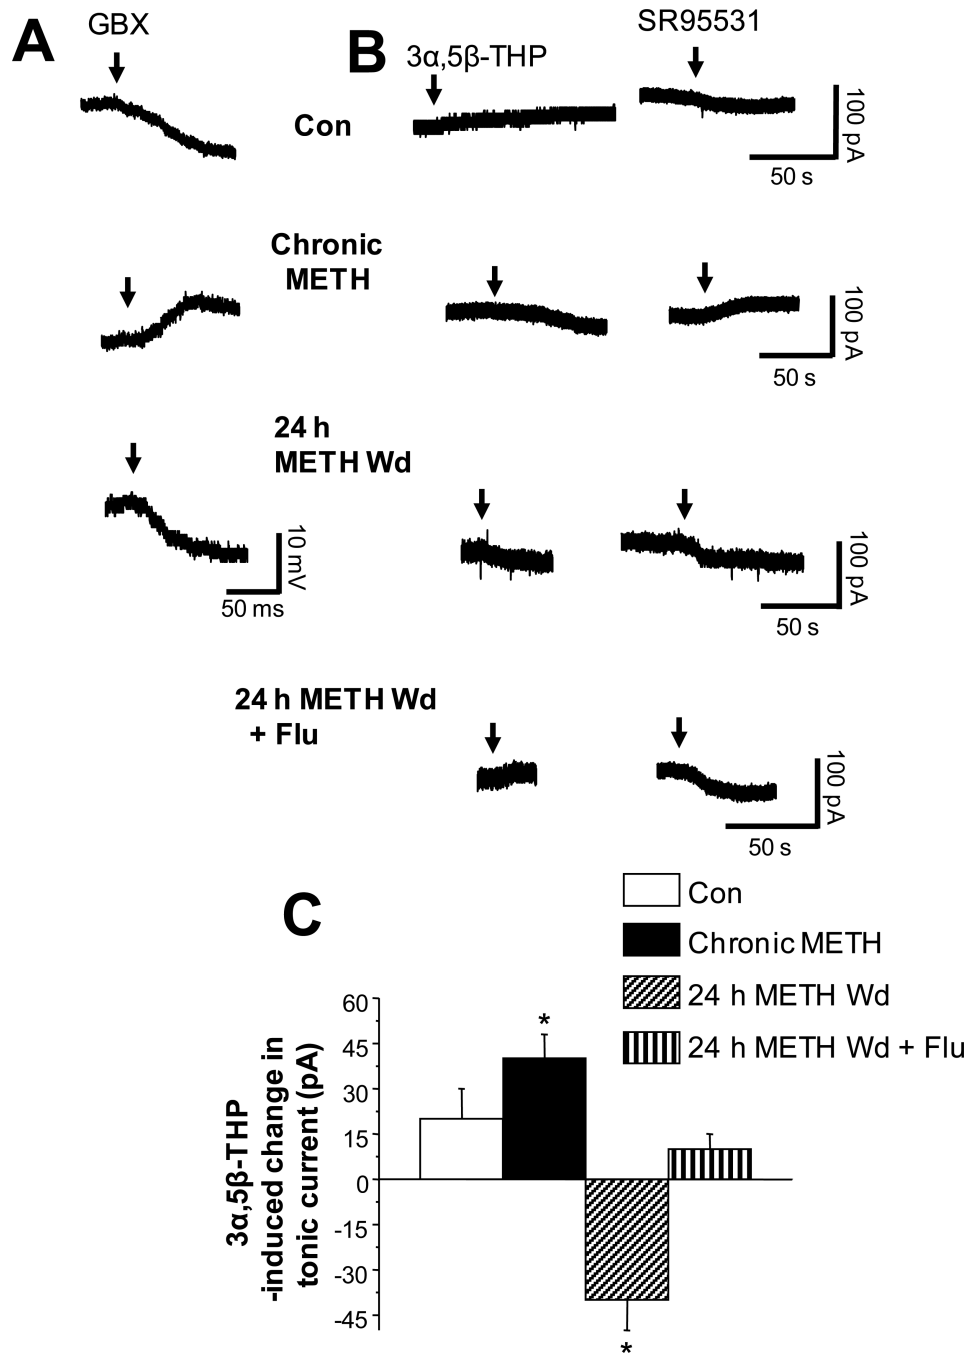 A
GBX
B
3α,5β-THP
SR95531
Con
100 pA
50 s
Chronic
METH
100 pA
50 s
24 h
METH Wd
10 mV
50 ms
100 pA
50 s
24 h METH Wd
+ Flu
100 pA
50 s
C
Con
Chronic METH
24 h METH Wd
24 h METH Wd + Flu
3α,5β-THP
-induced change in
tonic current (pA)
60
45
30
15
0
-15
-30
-45
*
*